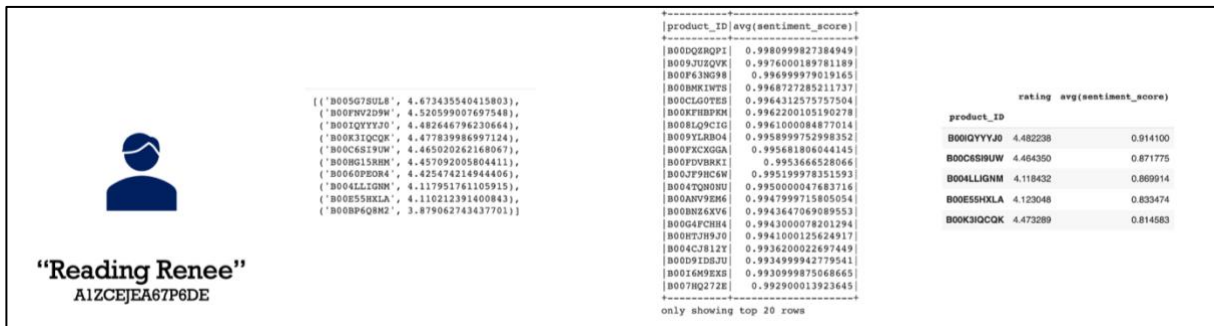 “Reading Renee”
A1ZCEJEA67P6DE
[('B005G7SUL8', 4.673435540415803),
('B00FNV2D9W', 4.520599007697548),
('B00IQYYYJ0', 4.482646796230664),
('B00K3IQCQK', 4.477839986997124),
('B00C6SI9UW', 4.465020262168067),
('B00HG15RHM', 4.457092005804411),
('B0060PEOR4', 4.425474214944406),
('B004LLIGNM', 4.117951761105915),
('B00E55HXLA', 4.110212391400843),
('B00BP6Q8M2', 3.879062743437701)]
+----------+--------------------+
|product_ID|avg(sentiment_score)|
+----------+--------------------+
|B00DQZRQPI| 0.9980999827384949|
|B009JUZQVK| 0.9976000189781189|
|B00F63NG98| 0.996999979019165|
|B00BMKIWTS| 0.9968727285211737|
|B00CLG0TES| 0.9964312575757504|
|B00KFHBPKM| 0.9962200105190278|
|B008LQ9CIG| 0.9961000084877014|
|B009YLRBO4| 0.9958999752998352|
|B00FXCXGGA| 0.995681806044145|
|B00PDVBRKI| 0.9953666528066|
|B00JF9HC6W| 0.995199978351593|
|B004TQN0NU| 0.9950000047683716|
|B00ANV9EM6| 0.9947999715805054|
|B00BNZ6XV6| 0.9943647069089553|
|B00G4FCHH4| 0.9943000078201294|
|B00HTJH9J0| 0.9941000125624917|
|B004CJ812Y| 0.9936200022697449|
|B00D9IDSJU| 0.9934999942779541|
|B00I6M9EXS| 0.9930999875068665|
|B007HQ272E| 0.992900013923645|
+----------+--------------------+
only showing top 20 rows
rating avg(sentiment_score)
product_ID
B00IQYYYJ0 4.482238 0.914100
B00C6SI9UW 4.464350 0.871775
B004LLIGNM 4.118432 0.869914
B00E55HXLA 4.123048 0.833474
B00K3IQCQK 4.473289 0.814583